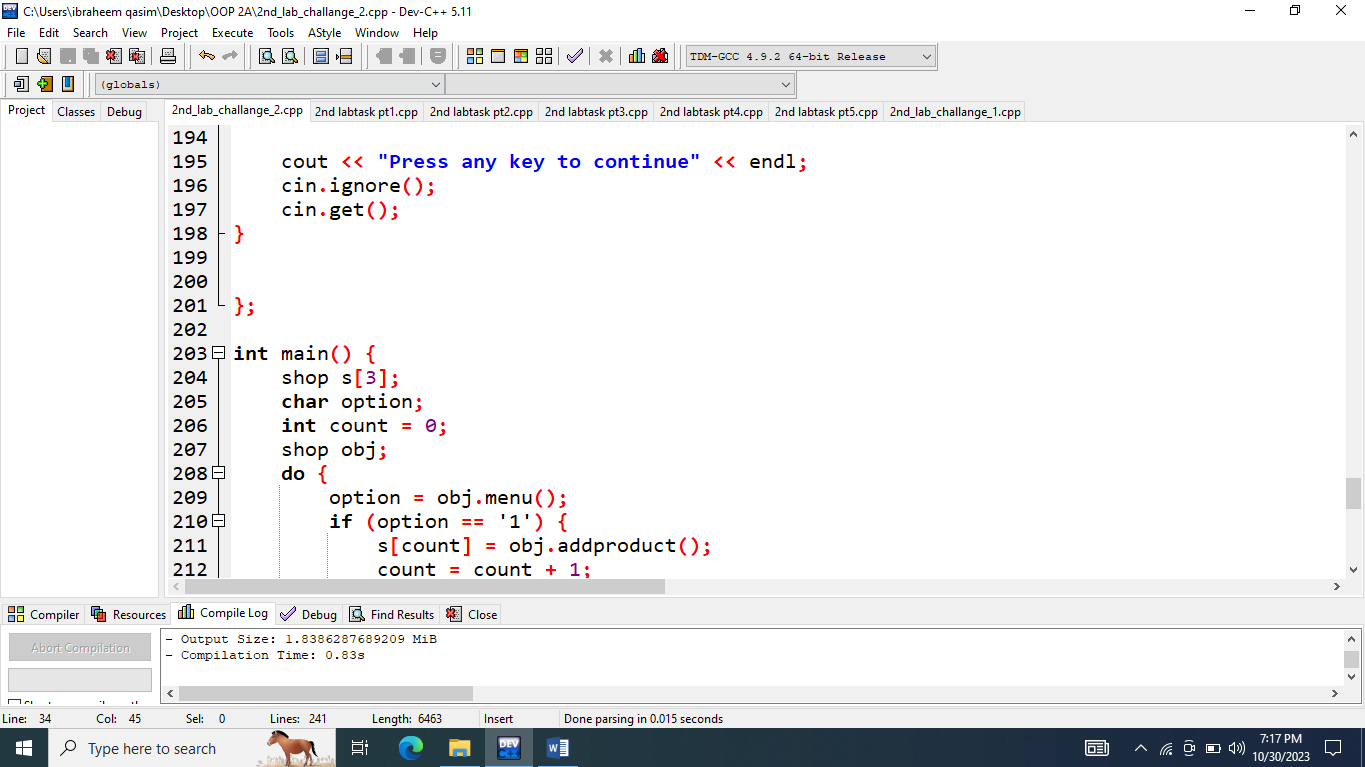 C:\Users\ibraheem qasim\Desktop\OOP 2A\2nd_lab_challange_2.cpp - Dev-C++ 5.11
File Edit Search View Project Execute Tools AStyle Window Help
TDM-GCC 4.9.2 64-bit Release
(globals)
Project Classes Debug
2nd_lab_challange_2.cpp 2nd labtask pt1.cpp 2nd labtask pt2.cpp 2nd labtask pt3.cpp 2nd labtask pt4.cpp 2nd labtask pt5.cpp 2nd_lab_challange_1.cpp
194
195 cout << "Press any key to continue" << endl;
196 cin.ignore();
197 cin.get();
198 }
199
200
201 };
202
203 int main() {
204 shop s[3];
205 char option;
206 int count = 0;
207 shop obj;
208 do {
209 option = obj.menu();
210 if (option == '1') {
211 s[count] = obj.addproduct();
212 count = count + 1;
Compiler Resources Compile Log Debug Find Results Close
Abort Compilation
- Output Size: 1.8386287689209 MiB
- Compilation Time: 0.83s
Line: 34 Col: 45 Sel: 0 Lines: 241 Length: 6463 Insert Done parsing in 0.015 seconds
Type here to search
DEV
W
7:17 PM
10/30/2023